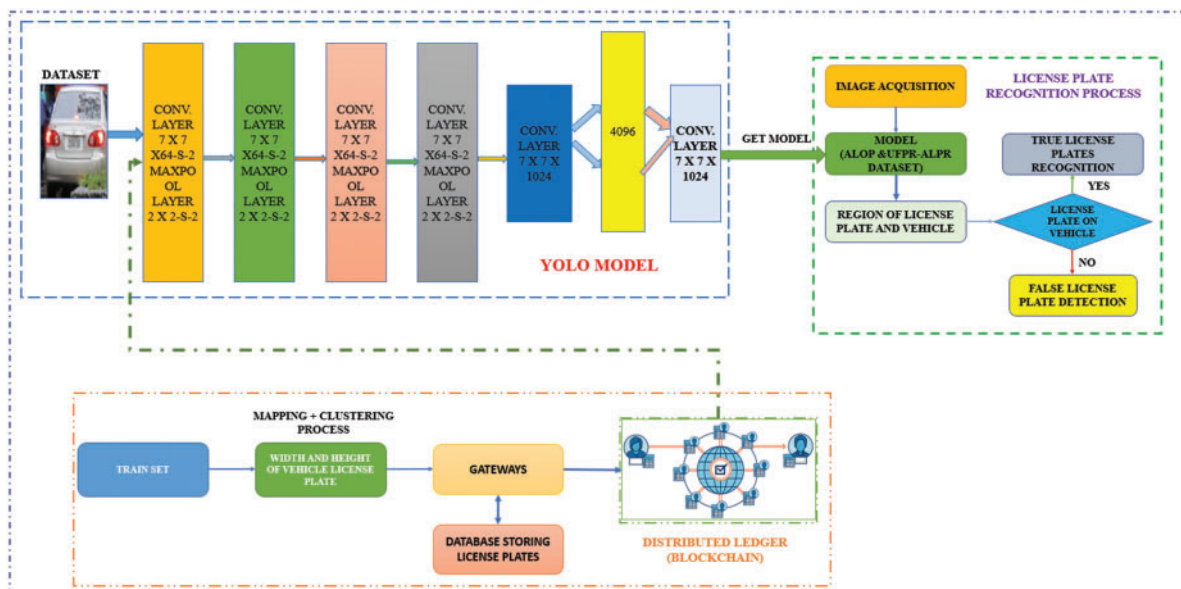 DATASET
CONV.
LAYER
7 X 7
X64-S-2
MAXPO
OL
LAYER
2 X 2-S-2
CONV.
LAYER
7 X 7
X64-S-2
MAXPO
OL
LAYER
2 X 2-S-2
CONV.
LAYER
7 X 7
X64-S-2
MAXPO
OL
LAYER
2 X 2-S-2
CONV.
LAYER
7 X 7
X64-S-2
MAXPO
OL
LAYER
2 X 2-S-2
CONV.
LAYER
7 X 7 X
1024
4096
CONV.
LAYER
7 X 7 X
1024
YOLO MODEL
GET MODEL
LICENSE PLATE
RECOGNITION PROCESS
IMAGE ACQUISITION
MODEL
(ALOP &UFPR-ALPR
DATASET)
REGION OF LICENSE
PLATE AND VEHICLE
TRUE LICENSE
PLATES
RECOGNITION
YES
LICENSE
PLATE ON
VEHICLE
NO
FALSE LICENSE
PLATE DETECTION
MAPPING + CLUSTERING
PROCESS
TRAIN SET
WIDTH AND HEIGHT
OF VEHICLE LICENSE
PLATE
GATEWAYS
DATABASE STORING
LICENSE PLATES
DISTRIBUTED LEDGER
(BLOCKCHAIN)